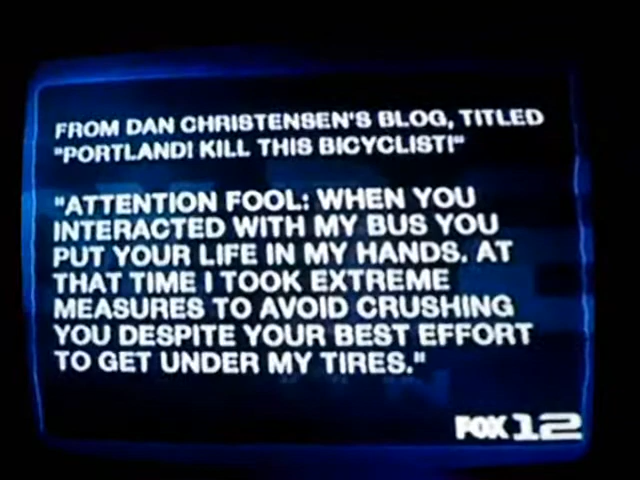 FROM DAN CHRISTENSEN'S BLOG, TITLED
"PORTLAND! KILL THIS BICYCLIST!"
"ATTENTION FOOL: WHEN YOU
INTERACTED WITH MY BUS YOU
PUT YOUR LIFE IN MY HANDS. AT
THAT TIME I TOOK EXTREME
MEASURES TO AVOID CRUSHING
YOU DESPITE YOUR BEST EFFORT
TO GET UNDER MY TIRES."
FOX 12